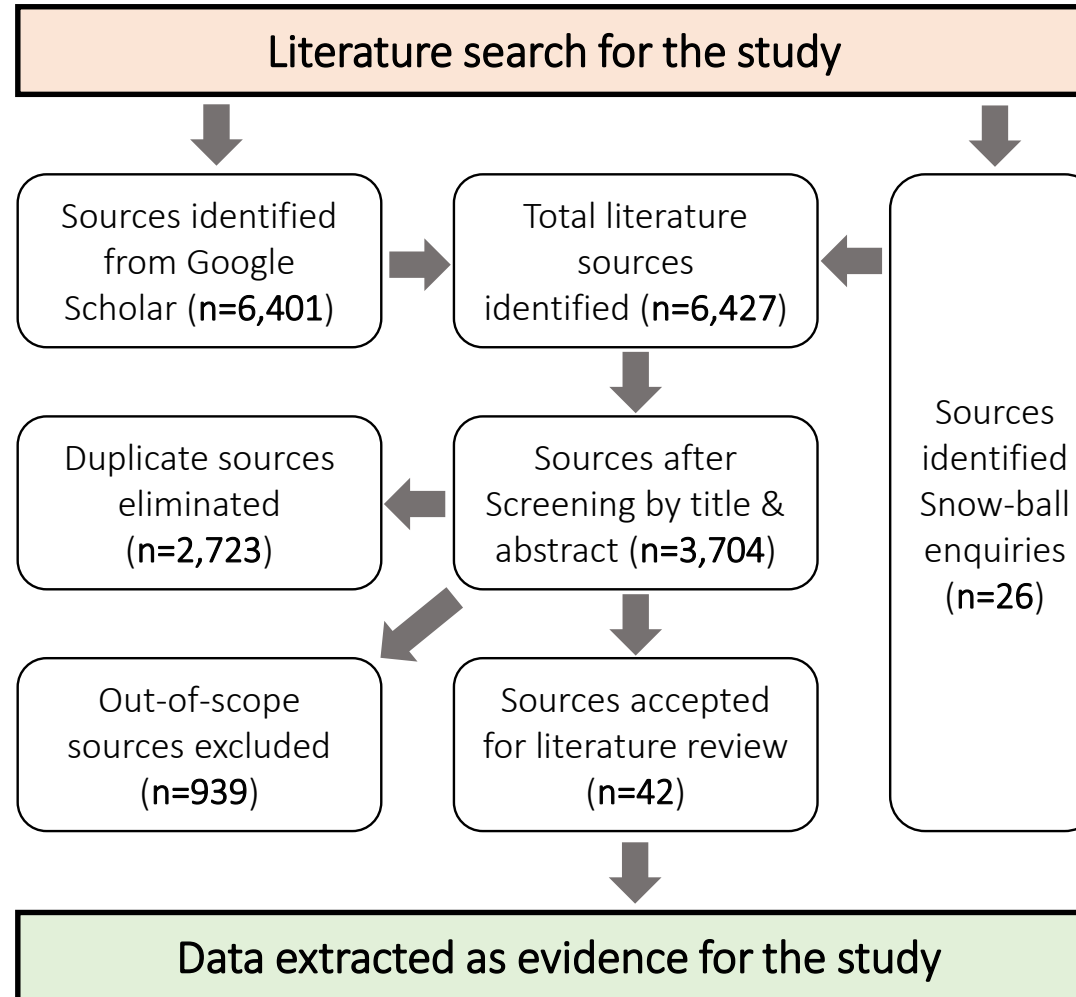 Literature search for the study
Sources identified
from Google
Scholar (n=6,401)
Total literature
sources
identified (n=6,427)
Sources
identified
Snow-ball
enquiries
(n=26)
Duplicate sources
eliminated
(n=2,723)
Sources after
Screening by title &
abstract (n=3,704)
Out-of-scope
sources excluded
(n=939)
Sources accepted
for literature review
(n=42)
Data extracted as evidence for the study